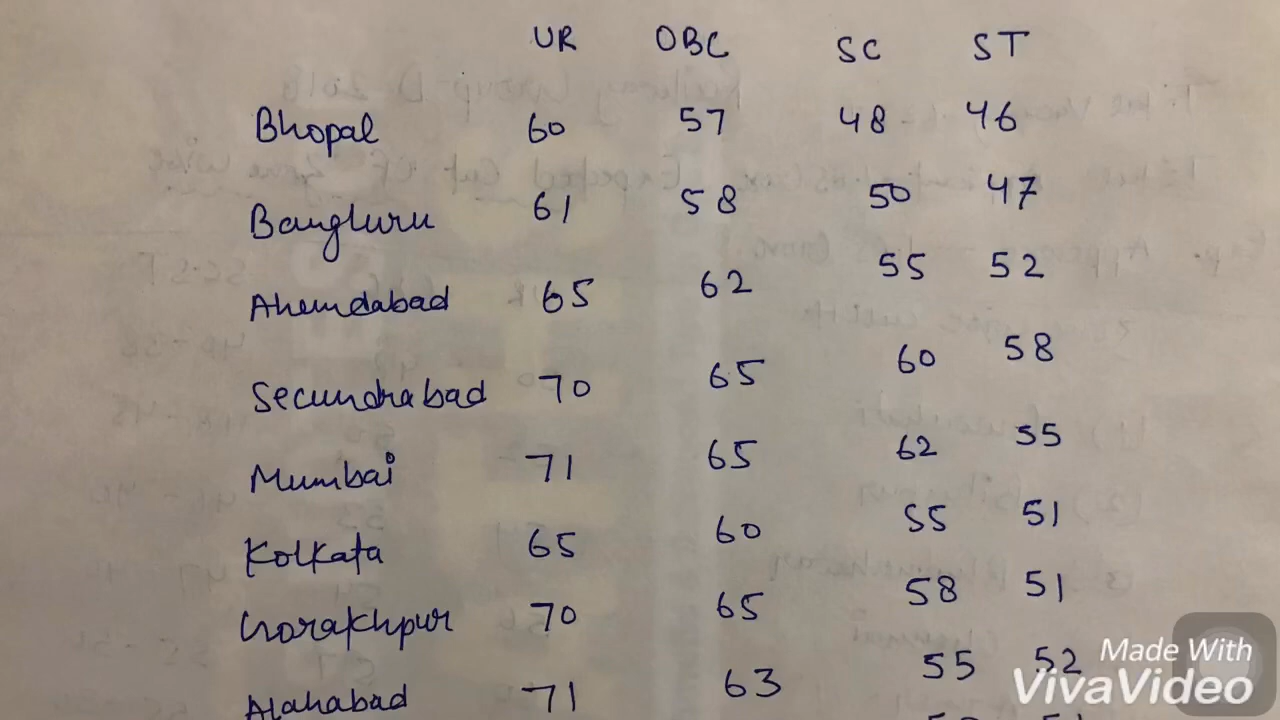 UR OBC SC ST
Bhopal 60 57 48 46
Bangluru 61 58 50 47
Ahemdabad 65 62 55 52
Secundrabad 70 65 60 58
Mumbai 71 65 62 55
Kolkata 65 60 55 51
Gorakhpur 70 65 58 51
Alahabad 71 63 55 52
Made With
VivaVideo